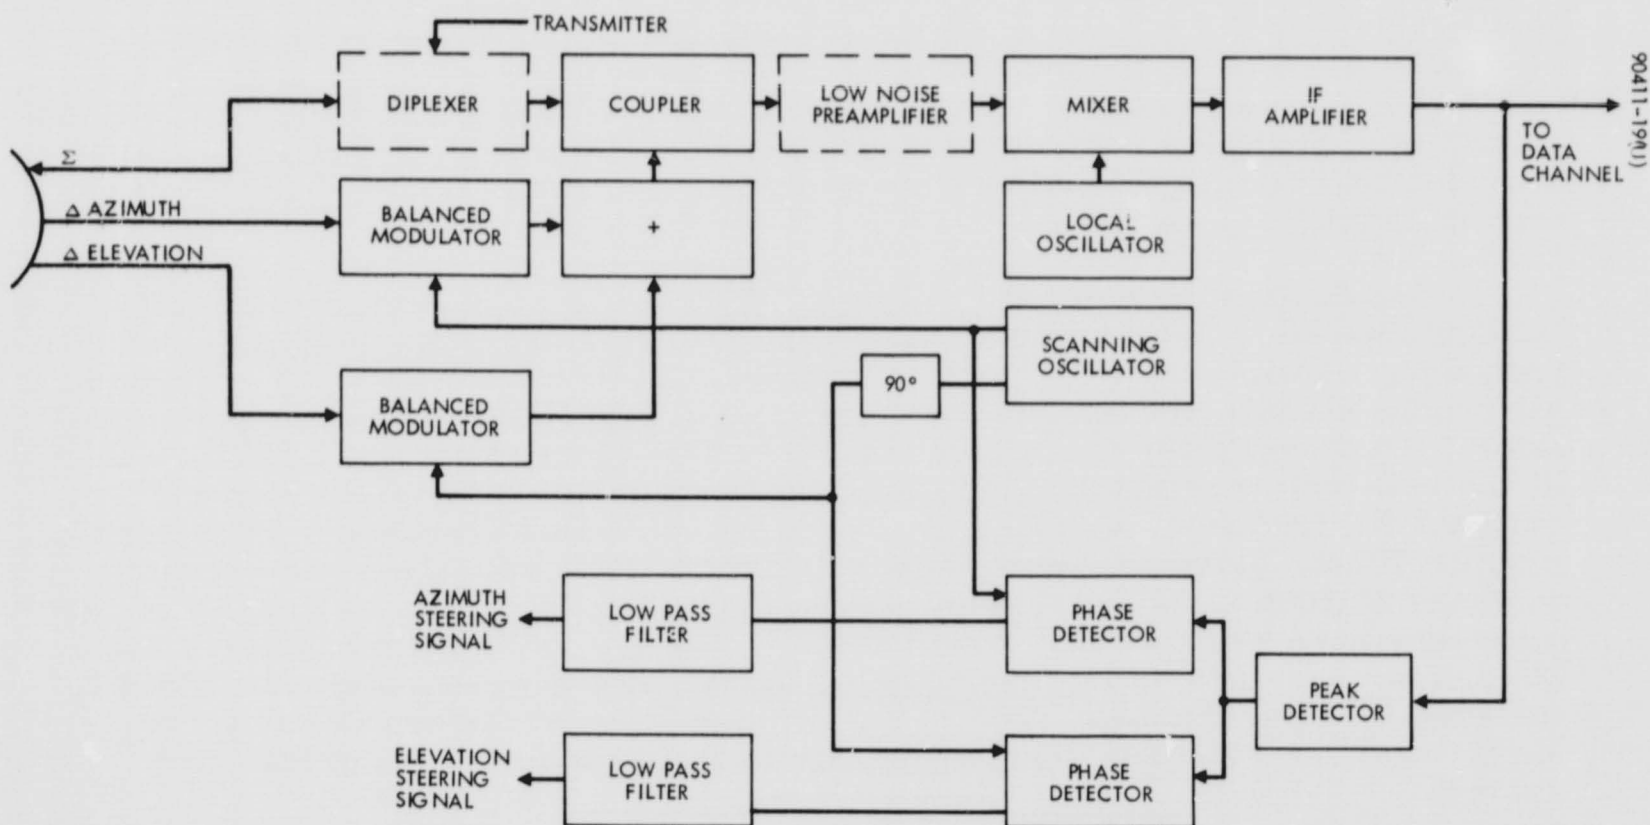 TRANSMITTER
DIPLEXER
COUPLER
LOW NOISE
PREAMPLIFIER
MIXER
IF
AMPLIFIER
TO
DATA
CHANNEL
Σ
Δ AZIMUTH
Δ ELEVATION
BALANCED
MODULATOR
+
LOCAL
OSCILLATOR
SCANNING
OSCILLATOR
90°
BALANCED
MODULATOR
AZIMUTH
STEERING
SIGNAL
LOW PASS
FILTER
PHASE
DETECTOR
PEAK
DETECTOR
ELEVATION
STEERING
SIGNAL
LOW PASS
FILTER
PHASE
DETECTOR